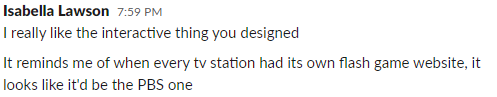 Isabella Lawson 7:59 PM
I really like the interactive thing you designed
It reminds me of when every tv station had its own flash game website, it
looks like it'd be the PBS one